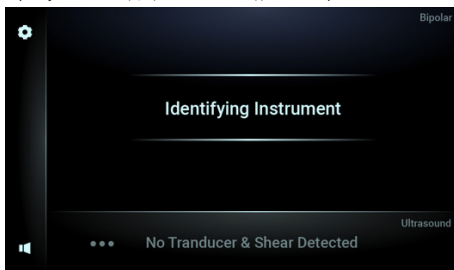 Bipolar
Identifying Instrument
Ultrasound
No Tranducer & Shear Detected